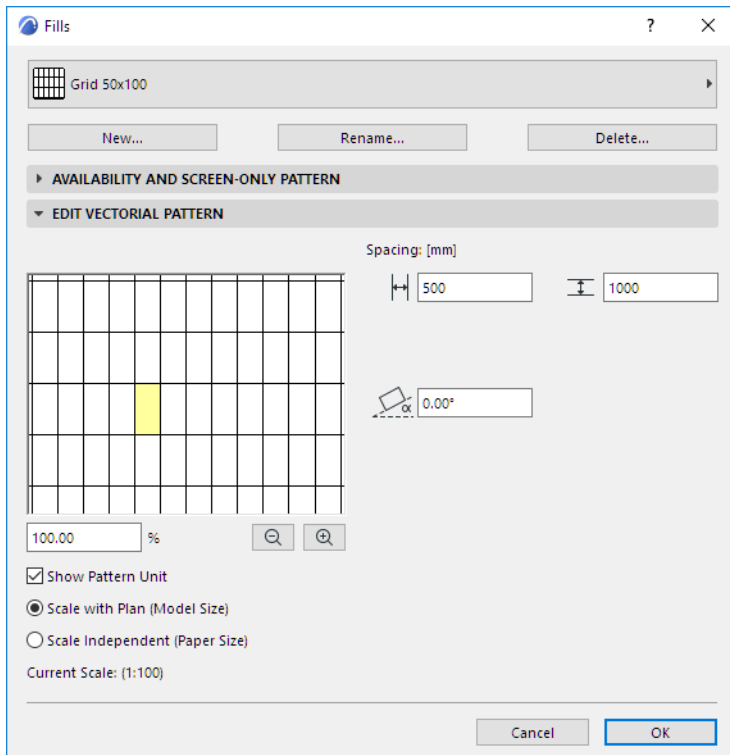 Fills
?
Grid 50x100
New...
Rename...
Delete...
AVAILABILITY AND SCREEN-ONLY PATTERN
EDIT VECTORIAL PATTERN
Spacing: [mm]
500
1000
α
0.00°
100.00
%
Show Pattern Unit
Scale with Plan (Model Size)
Scale Independent (Paper Size)
Current Scale: (1:100)
Cancel
OK